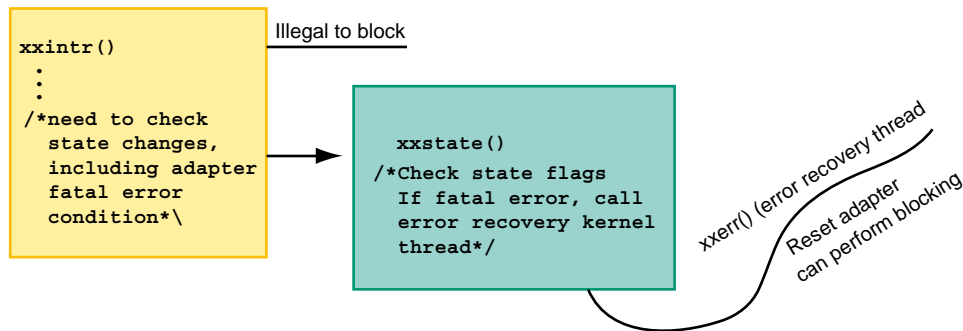 xxintr()
.
.
.
/*need to check
state changes,
including adapter
fatal error
condition*\
Illegal to block
xxstate()
/*Check state flags
If fatal error, call
error recovery kernel
thread*/
xxerr() (error recovery thread
Reset adapter
can perform blocking